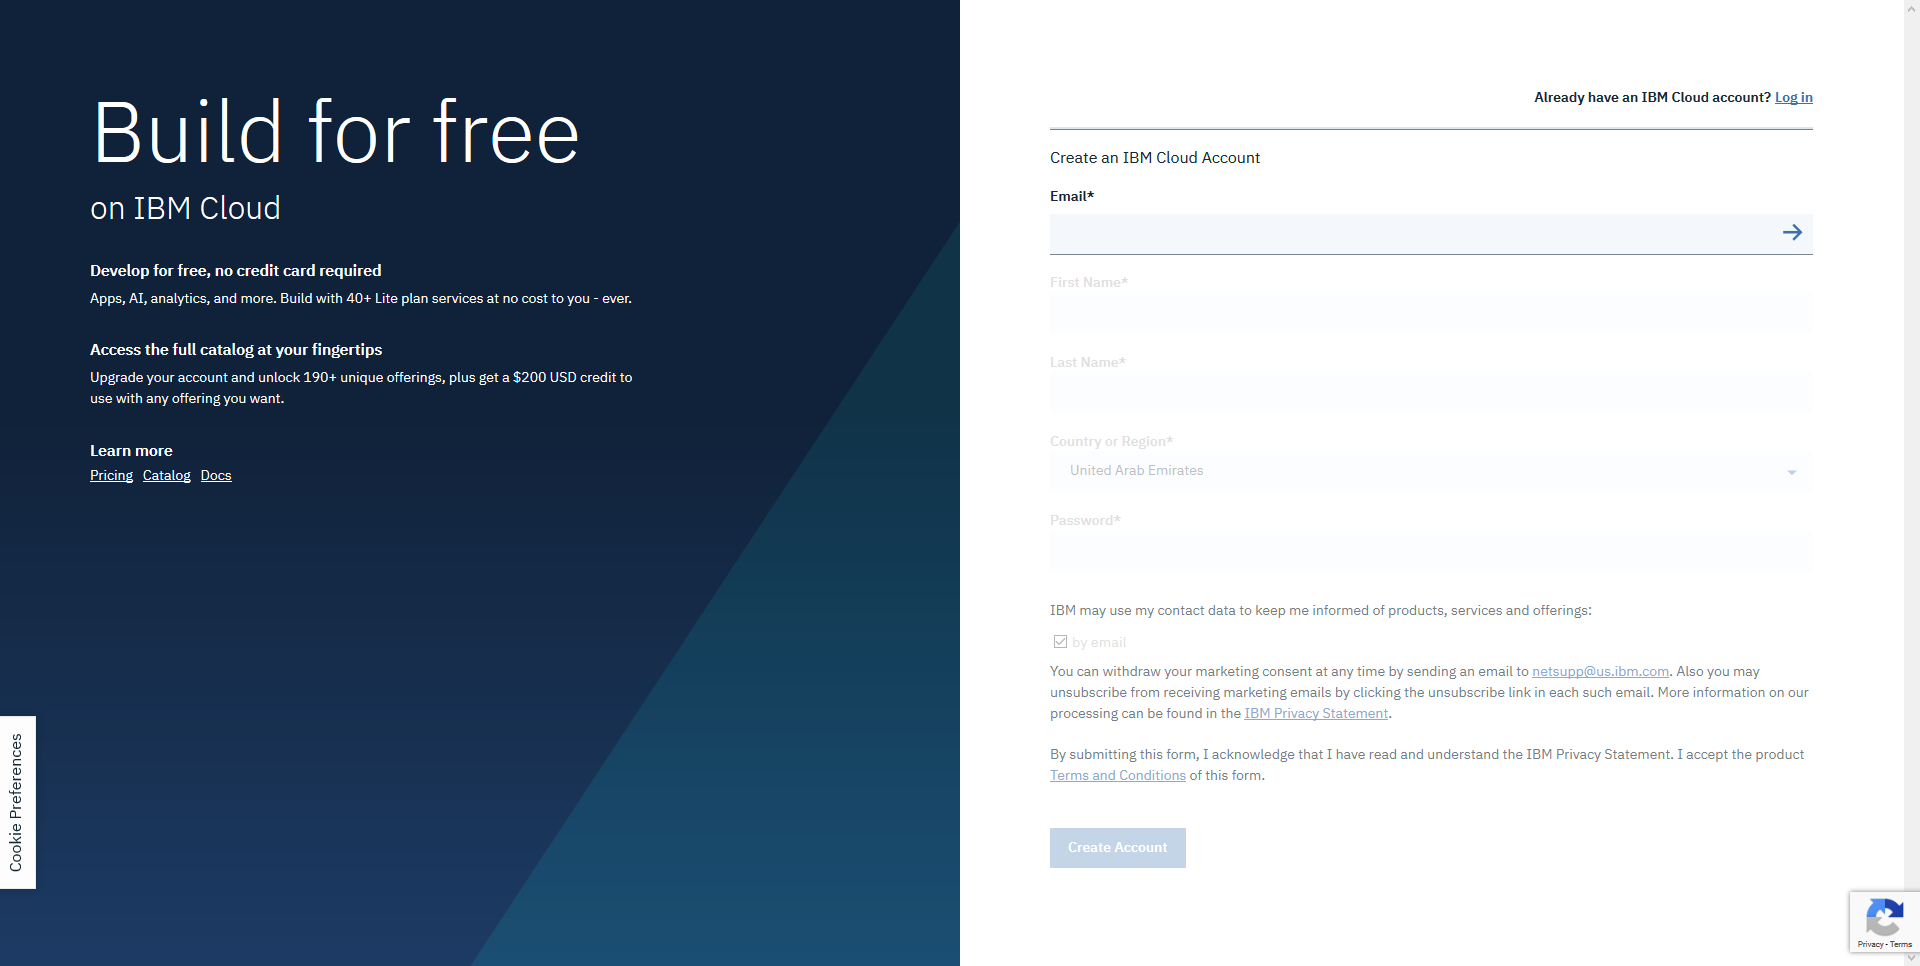 Build for free
on IBM Cloud
Develop for free, no credit card required
Apps, AI, analytics, and more. Build with 40+ Lite plan services at no cost to you - ever.
Access the full catalog at your fingertips
Upgrade your account and unlock 190+ unique offerings, plus get a $200 USD credit to
use with any offering you want.
Learn more
Pricing Catalog Docs
Cookie Preferences
Already have an IBM Cloud account? Log in
Create an IBM Cloud Account
Email*
First Name*
Last Name*
Country or Region*
United Arab Emirates
Password*
IBM may use my contact data to keep me informed of products, services and offerings:
by email
You can withdraw your marketing consent at any time by sending an email to netsupp@us.ibm.com. Also you may
unsubscribe from receiving marketing emails by clicking the unsubscribe link in each such email. More information on our
processing can be found in the IBM Privacy Statement.
By submitting this form, I acknowledge that I have read and understand the IBM Privacy Statement. I accept the product
Terms and Conditions of this form.
Create Account
Privacy - Terms